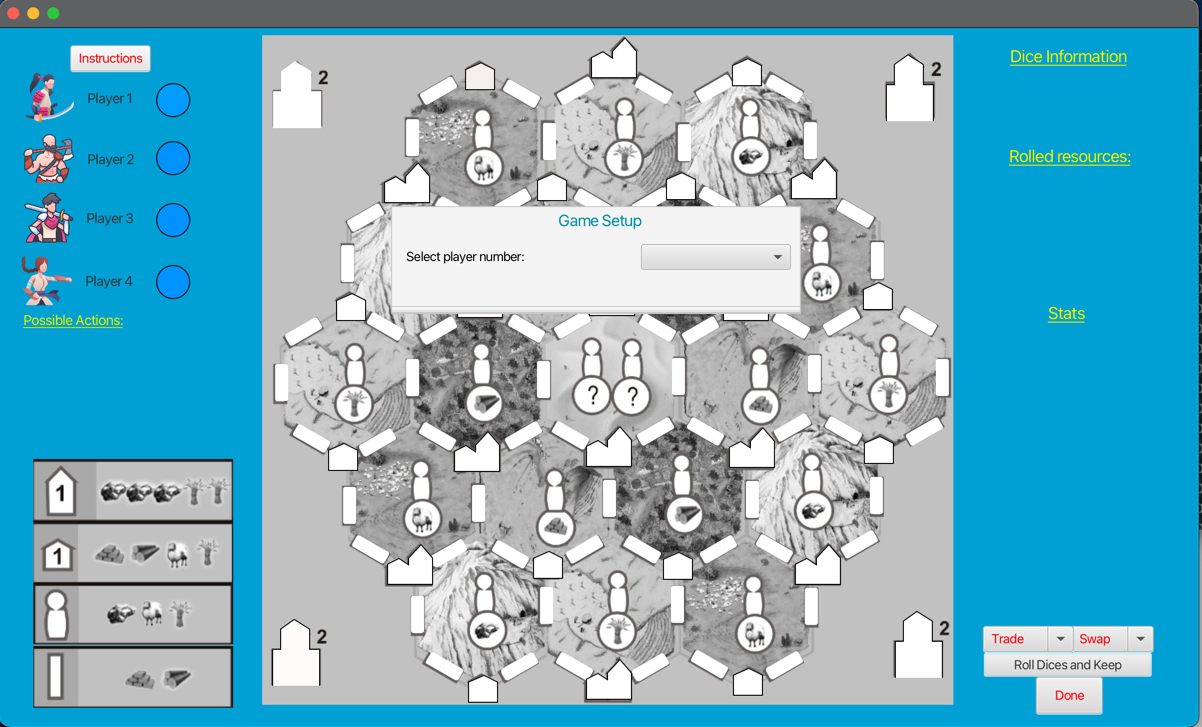 Instructions
Player 1
Player 2
Player 3
Player 4
Possible Actions:
1
1
2
2
Game Setup
Select player number:
? ?
2
2
Dice Information
Rolled resources:
Stats
Trade
Swap
Roll Dices and Keep
Done